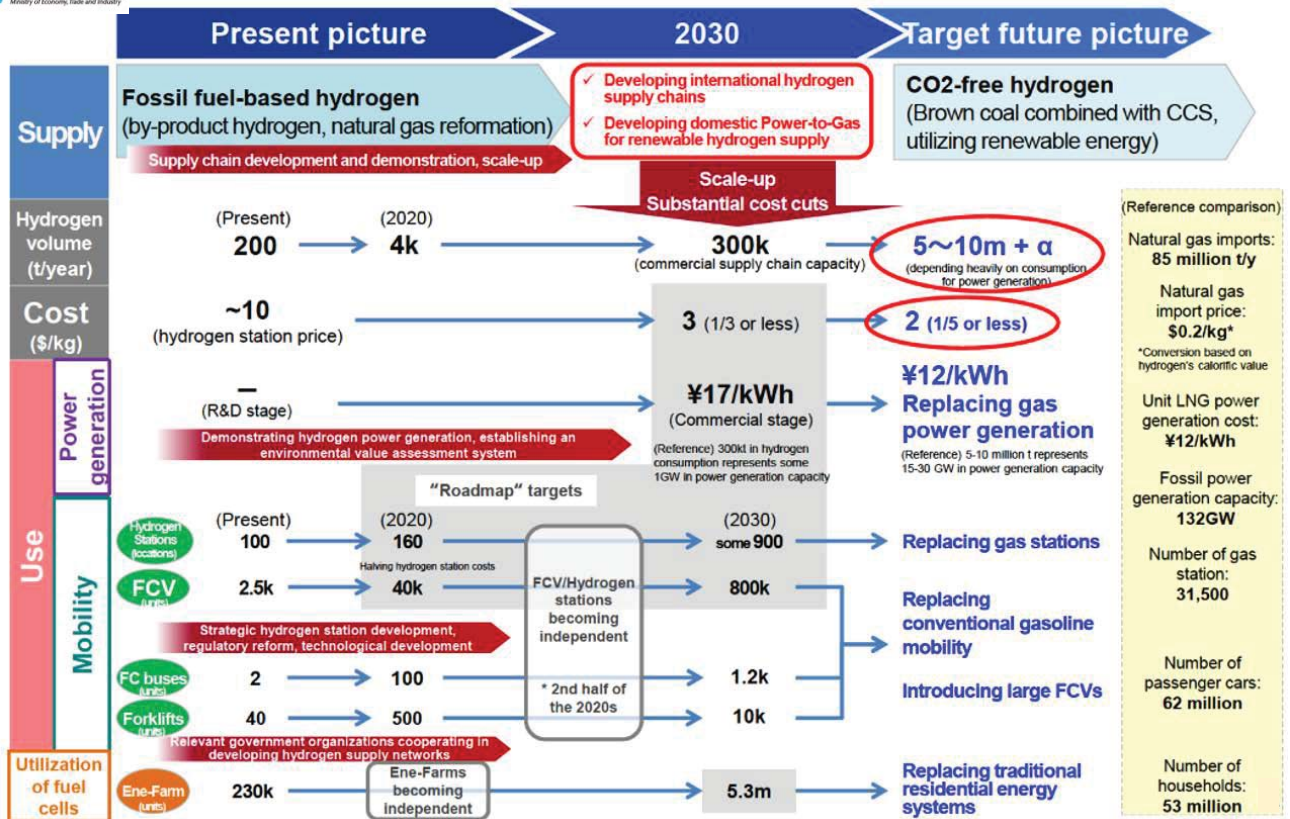 Ministry of Economy, Trade and Industry
Present picture
2030
Target future picture
Supply
Fossil fuel-based hydrogen
(by-product hydrogen, natural gas reformation)
Supply chain development and demonstration, scale-up
✓ Developing international hydrogen
supply chains
✓ Developing domestic Power-to-Gas
for renewable hydrogen supply
CO2-free hydrogen
(Brown coal combined with CCS,
utilizing renewable energy)
Scale-up
Substantial cost cuts
Hydrogen
volume
(t/year)
(Present)
200
(2020)
4k
300k
(commercial supply chain capacity)
5~10m + α
(depending heavily on consumption
for power generation)
Cost
($/kg)
~10
(hydrogen station price)
3 (1/3 or less)
2 (1/5 or less)
Use
Power
generation
–
(R&D stage)
¥17/kWh
(Commercial stage)
(Reference) 300kt in hydrogen
consumption represents some
1GW in power generation capacity
¥12/kWh
Replacing gas
power generation
(Reference) 5-10 million t represents
15-30 GW in power generation capacity
Demonstrating hydrogen power generation, establishing an
environmental value assessment system
"Roadmap" targets
Mobility
Hydrogen
Stations
(locations)
(Present)
100
(2020)
160
Halving hydrogen station costs
(2030)
some 900
Replacing gas stations
FCV
(units)
2.5k
40k
800k
FCV/Hydrogen
stations
becoming
independent
* 2nd half of
the 2020s
Strategic hydrogen station development,
regulatory reform, technological development
Replacing
conventional gasoline
mobility
FC buses
(units)
2
100
1.2k
Introducing large FCVs
Forklifts
(units)
40
500
10k
Relevant government organizations cooperating in
developing hydrogen supply networks
Utilization
of fuel
cells
Ene-Farm
(units)
230k
Ene-Farms
becoming
independent
5.3m
Replacing traditional
residential energy
systems
(Reference comparison)
Natural gas imports:
85 million t/y
Natural gas
import price:
$0.2/kg*
*Conversion based on
hydrogen's calorific value
Unit LNG power
generation cost:
¥12/kWh
Fossil power
generation capacity:
132GW
Number of gas
station:
31,500
Number of
passenger cars:
62 million
Number of
households:
53 million